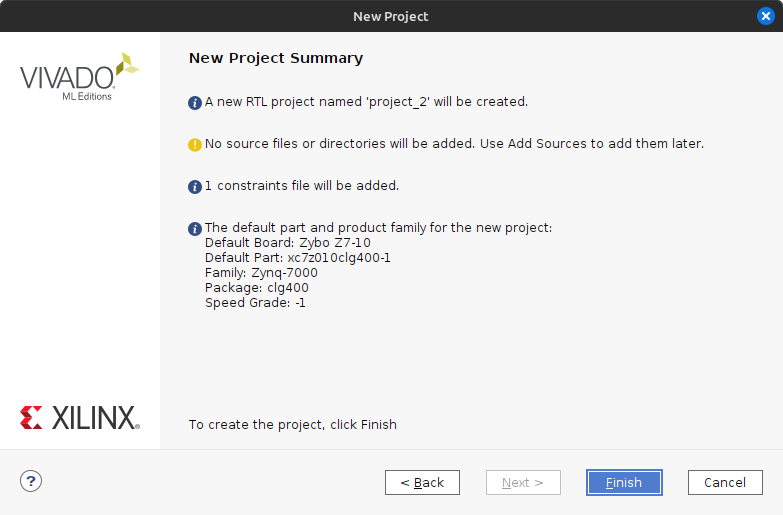 New Project
VIVADO
ML Editions
New Project Summary
A new RTL project named 'project_2' will be created.
No source files or directories will be added. Use Add Sources to add them later.
1 constraints file will be added.
The default part and product family for the new project:
Default Board: Zybo Z7-10
Default Part: xc7z010clg400-1
Family: Zynq-7000
Package: clg400
Speed Grade: -1
XILINX
To create the project, click Finish
? < Back Next > Finish Cancel